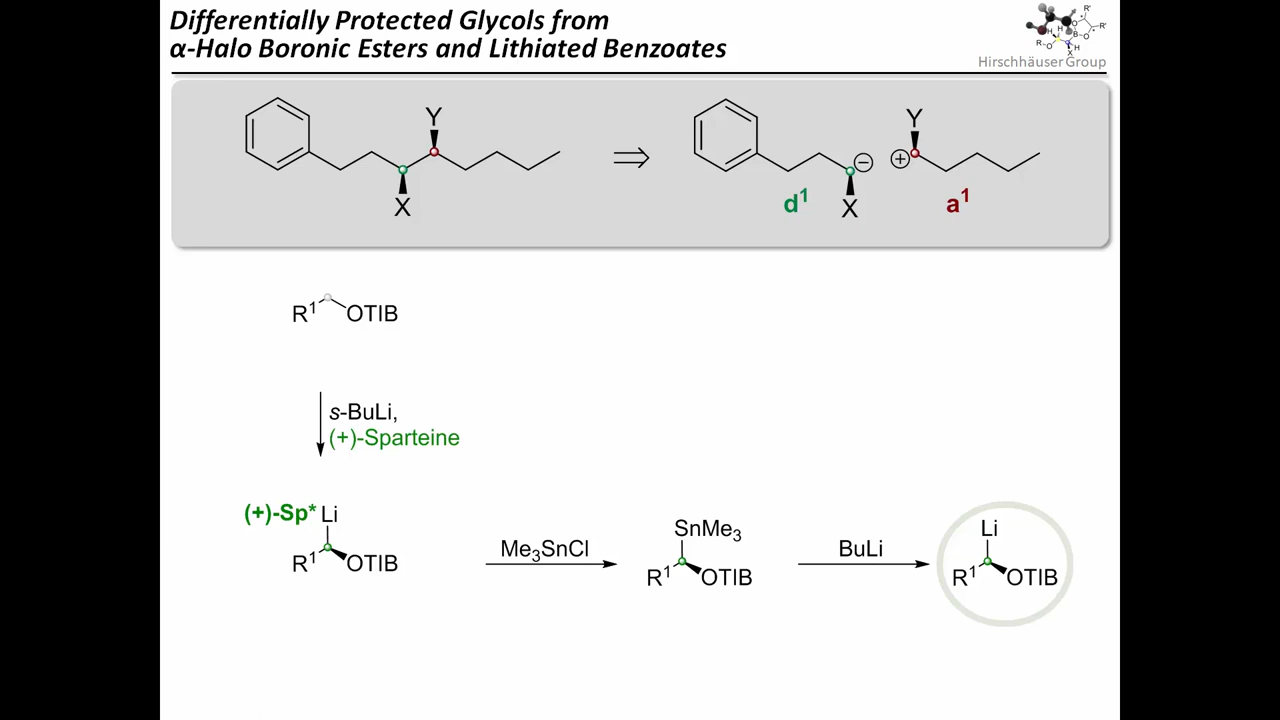 Differentially Protected Glycols from
α-Halo Boronic Esters and Lithiated Benzoates
Hirschhäuser Group
Y
X
Y
⊖ ⊕
X
d¹
a¹
R¹ OTIB
s-BuLi,
(+)-Sparteine
(+)-Sp* Li
R¹ OTIB
Me₃SnCl
SnMe₃
R¹ OTIB
BuLi
Li
R¹ OTIB